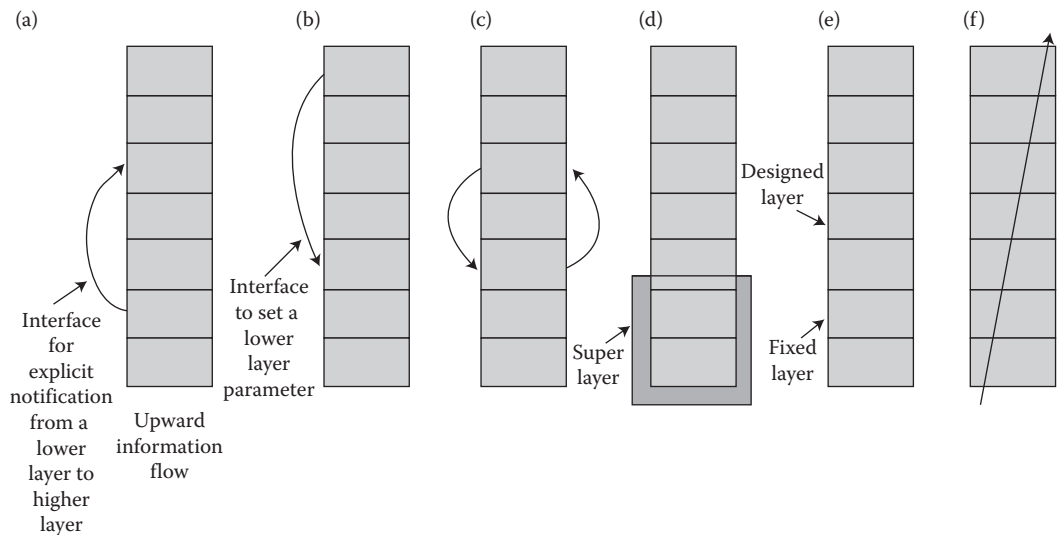 (a)
(b)
(c)
(d)
(e)
(f)
Interface
for
explicit
notification
from a
lower
layer to
higher
layer
Upward
information
flow
Interface
to set a
lower
layer
parameter
Super
layer
Designed
layer
Fixed
layer